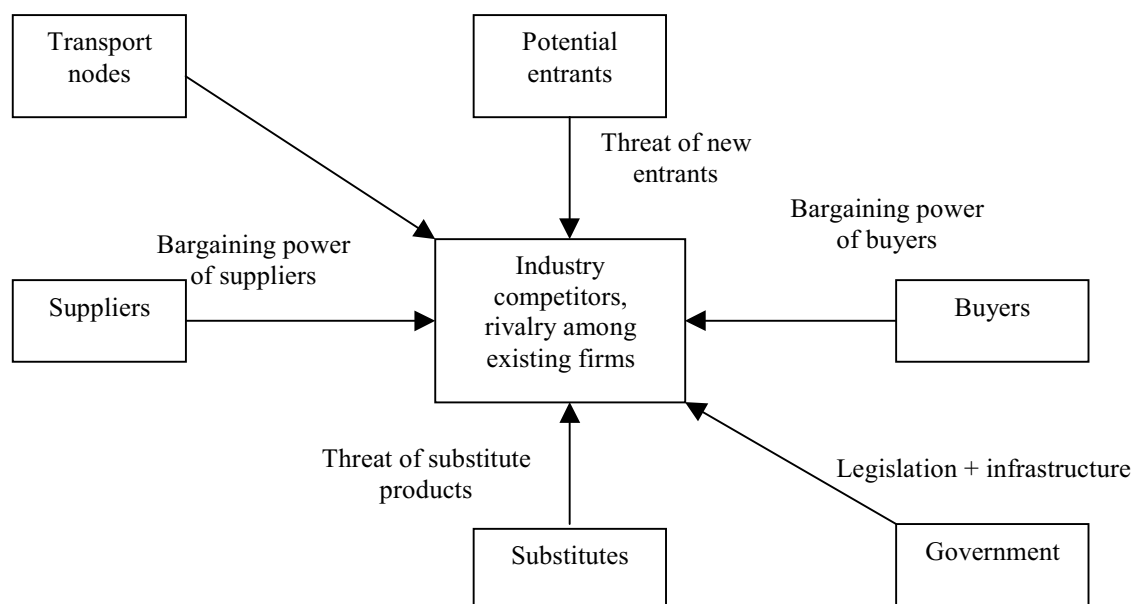 Transport
nodes
Potential
entrants
Threat of new
entrants
Bargaining power
of buyers
Bargaining power
of suppliers
Suppliers
Industry
competitors,
rivalry among
existing firms
Buyers
Threat of substitute
products
Legislation + infrastructure
Substitutes
Government